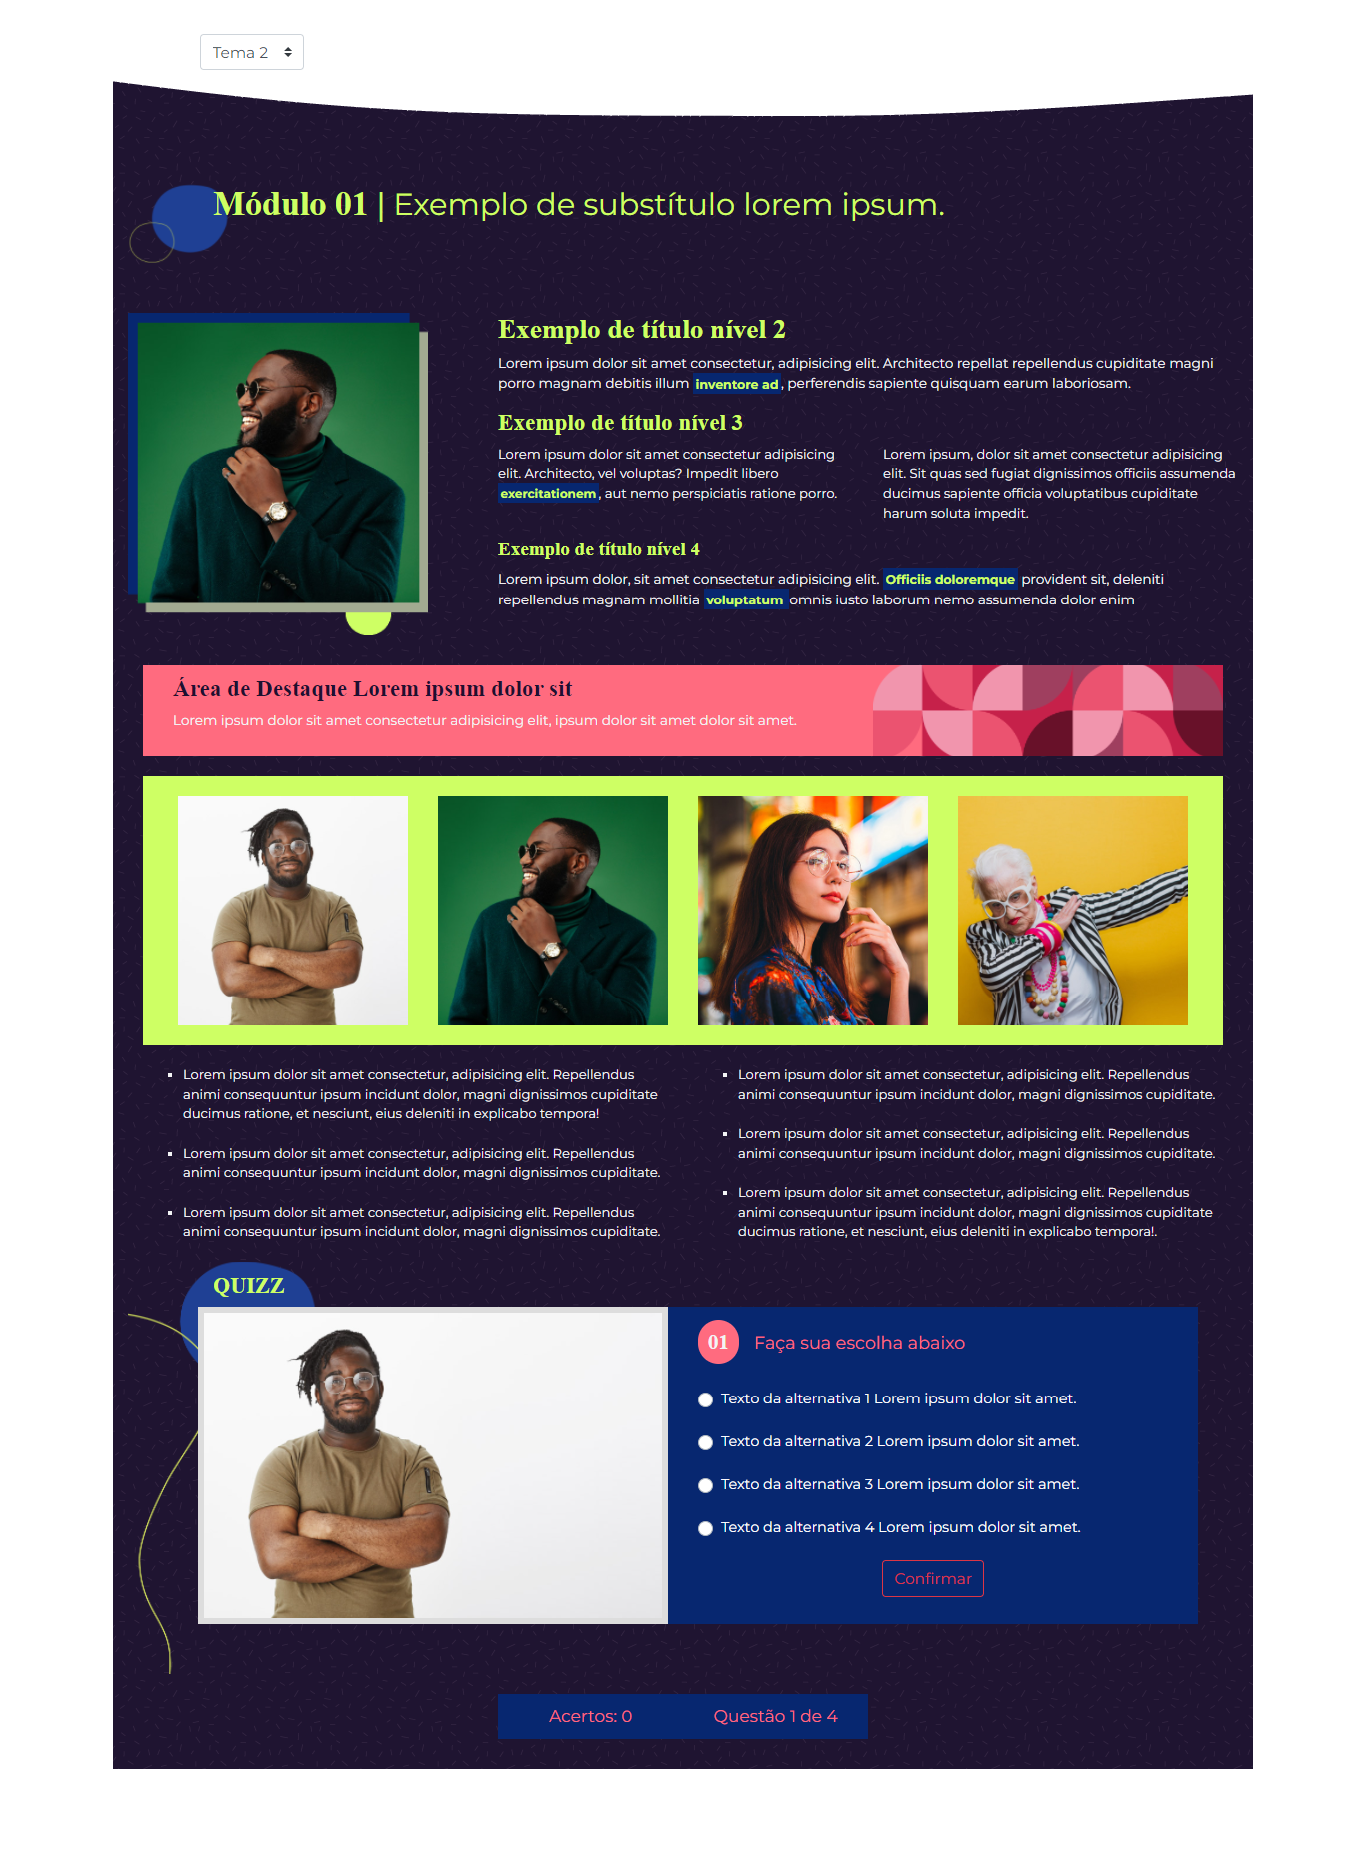 Tema 2
Módulo 01 | Exemplo de substítulo lorem ipsum.
Exemplo de título nível 2
Lorem ipsum dolor sit amet consectetur, adipisicing elit. Architecto repellat repellendus cupiditate magni
porro magnam debitis illum inventore ad, perferendis sapiente quisquam earum laboriosam.
Exemplo de título nível 3
Lorem ipsum dolor sit amet consectetur adipisicing
elit. Architecto, vel voluptas? Impedit libero
exercitationem, aut nemo perspiciatis ratione porro.
Lorem ipsum, dolor sit amet consectetur adipisicing
elit. Sit quas sed fugiat dignissimos officiis assumenda
ducimus sapiente officia voluptatibus cupiditate
harum soluta impedit.
Exemplo de título nível 4
Lorem ipsum dolor, sit amet consectetur adipisicing elit. Officiis doloremque provident sit, deleniti
repellendus magnam mollitia voluptatum omnis iusto laborum nemo assumenda dolor enim
Área de Destaque Lorem ipsum dolor sit
Lorem ipsum dolor sit amet consectetur adipisicing elit, ipsum dolor sit amet dolor sit amet.
Lorem ipsum dolor sit amet consectetur, adipisicing elit. Repellendus
animi consequuntur ipsum incidunt dolor, magni dignissimos cupiditate
ducimus ratione, et nesciunt, eius deleniti in explicabo tempora!
Lorem ipsum dolor sit amet consectetur, adipisicing elit. Repellendus
animi consequuntur ipsum incidunt dolor, magni dignissimos cupiditate.
Lorem ipsum dolor sit amet consectetur, adipisicing elit. Repellendus
animi consequuntur ipsum incidunt dolor, magni dignissimos cupiditate.
Lorem ipsum dolor sit amet consectetur, adipisicing elit. Repellendus
animi consequuntur ipsum incidunt dolor, magni dignissimos cupiditate.
Lorem ipsum dolor sit amet consectetur, adipisicing elit. Repellendus
animi consequuntur ipsum incidunt dolor, magni dignissimos cupiditate.
Lorem ipsum dolor sit amet consectetur, adipisicing elit. Repellendus
animi consequuntur ipsum incidunt dolor, magni dignissimos cupiditate
ducimus ratione, et nesciunt, eius deleniti in explicabo tempora!.
QUIZZ
01 Faça sua escolha abaixo
Texto da alternativa 1 Lorem ipsum dolor sit amet.
Texto da alternativa 2 Lorem ipsum dolor sit amet.
Texto da alternativa 3 Lorem ipsum dolor sit amet.
Texto da alternativa 4 Lorem ipsum dolor sit amet.
Confirmar
Acertos: 0 Questão 1 de 4